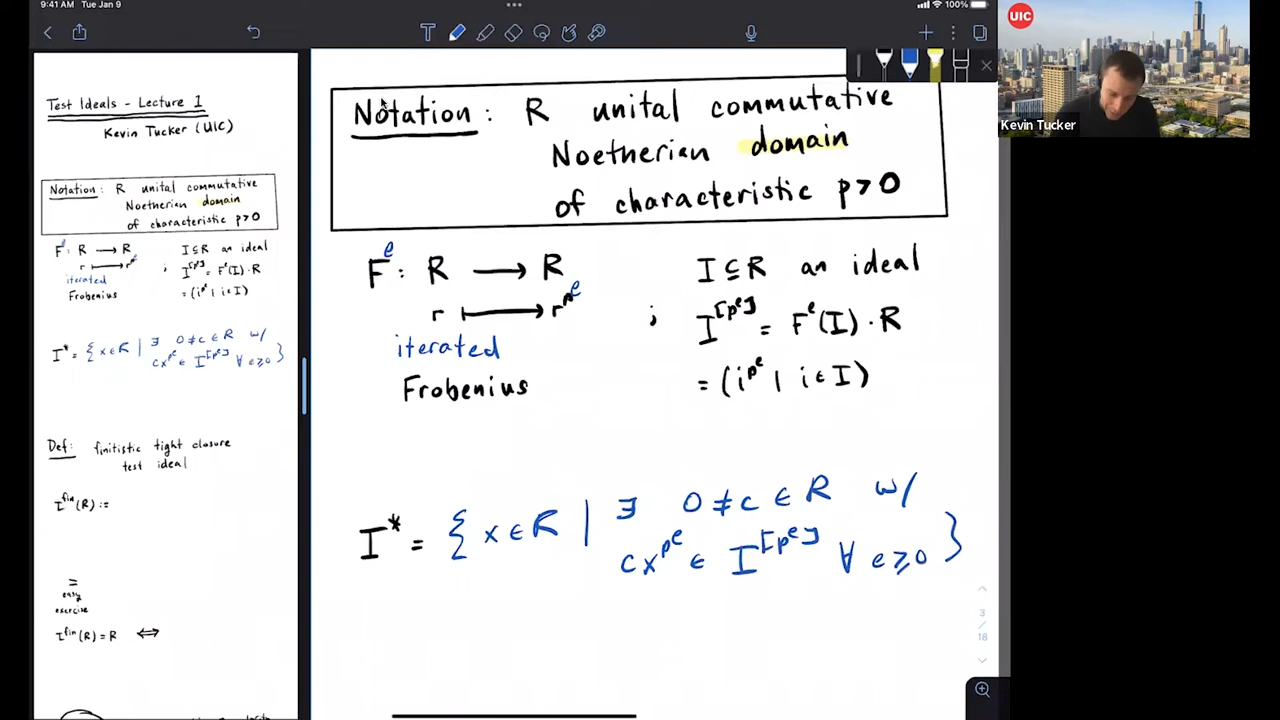 9:41 AM Tue Jan 9
100%
Test Ideals - Lecture 1
Kevin Tucker (UIC)
Notation: R unital commutative
Noetherian domain
of characteristic p>0
F^e: R → R
r ↦ r^{p^e}
iterated
Frobenius
; I ⊆ R an ideal
I^{[p^e]} = F^e(I)·R
= (i^{p^e} | i ∈ I)
I* = { x ∈ R | ∃ 0 ≠ c ∈ R w/
c x^{p^e} ∈ I^{[p^e]} ∀ e ≥ 0 }
Def: finitistic tight closure
test ideal
I^{fin}(R) :=
=
easy
exercise
I^{fin}(R) = R ⟺
Notation: R unital commutative
Noetherian domain
of characteristic p>0
F^e: R → R
r ↦ r^{p^e}
iterated
Frobenius
; I ⊆ R an ideal
I^{[p^e]} = F^e(I)·R
= (i^{p^e} | i ∈ I)
I* = { x ∈ R | ∃ 0 ≠ c ∈ R w/
c x^{p^e} ∈ I^{[p^e]} ∀ e ≥ 0 }
3
/
18
UIC
Kevin Tucker